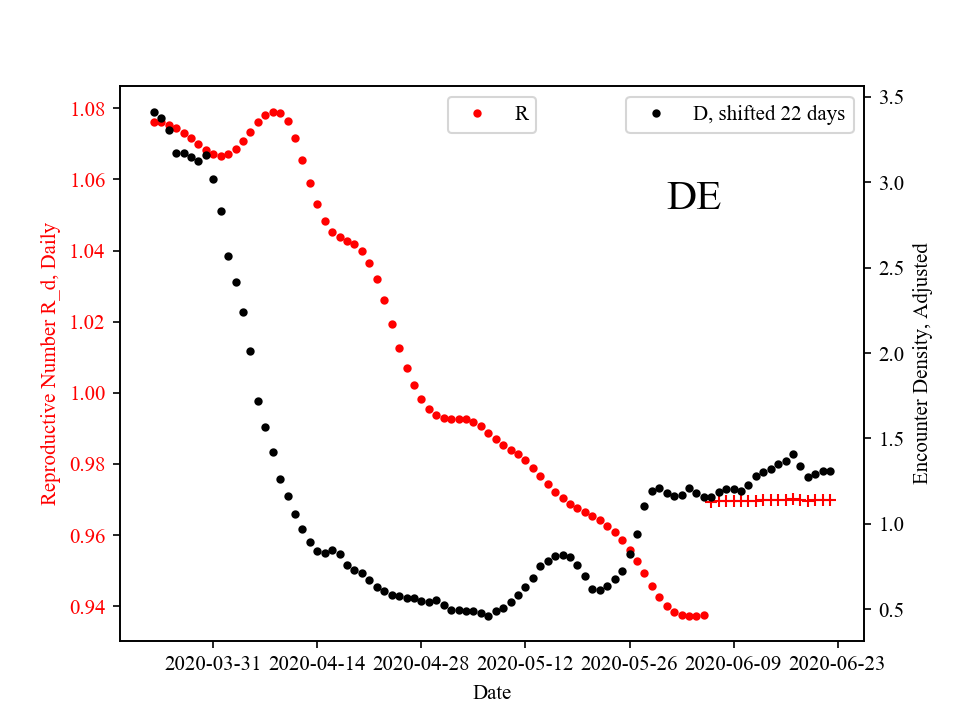 R
D, shifted 22 days
DE
1.08
1.06
1.04
1.02
1.00
0.98
0.96
0.94
Reproductive Number R_d, Daily
3.5
3.0
2.5
2.0
1.5
1.0
0.5
Encounter Density, Adjusted
2020-03-31 2020-04-14 2020-04-28 2020-05-12 2020-05-26 2020-06-09 2020-06-23
Date